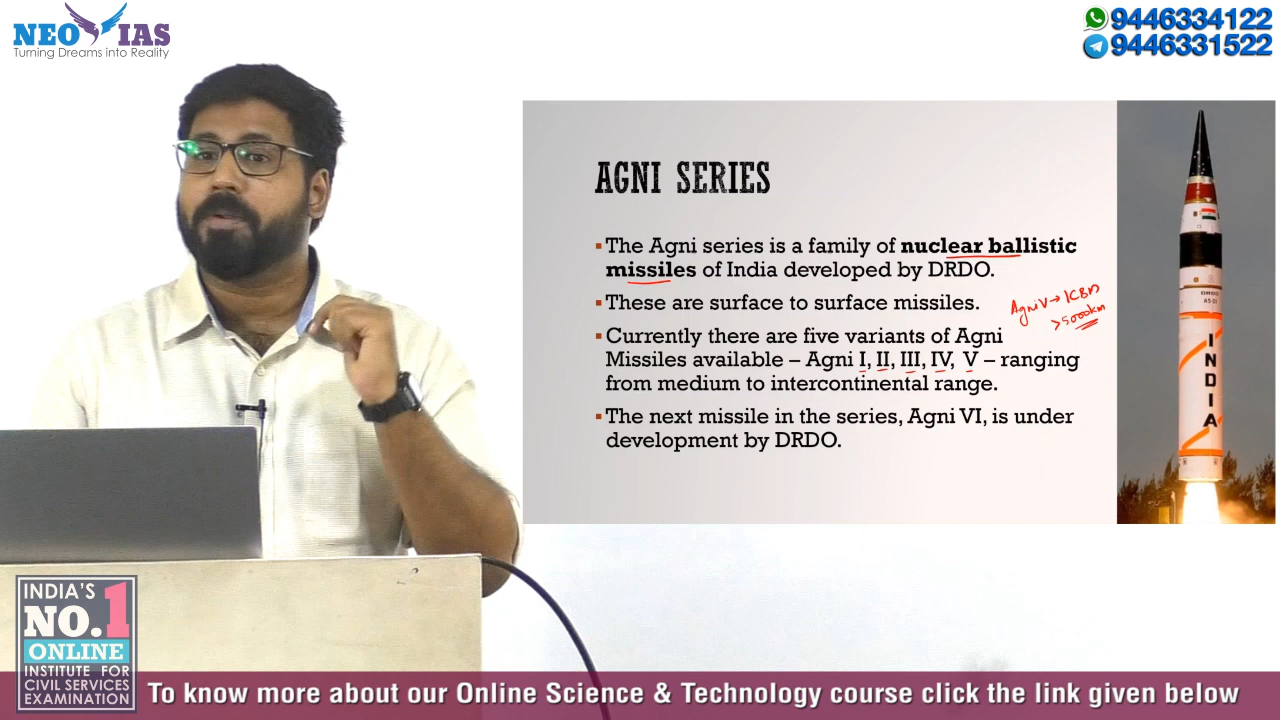 NEO IAS
Turning Dreams into Reality
9446334122
9446331522
AGNI SERIES
▪ The Agni series is a family of nuclear ballistic
missiles of India developed by DRDO.
▪ These are surface to surface missiles.
Agni V → ICBM
>5000km
▪ Currently there are five variants of Agni
Missiles available – Agni I, II, III, IV, V – ranging
from medium to intercontinental range.
▪ The next missile in the series, Agni VI, is under
development by DRDO.
DRDO
INDIA
INDIA'S
NO.1
ONLINE
INSTITUTE FOR
CIVIL SERVICES
EXAMINATION
To know more about our Online Science & Technology course click the link given below